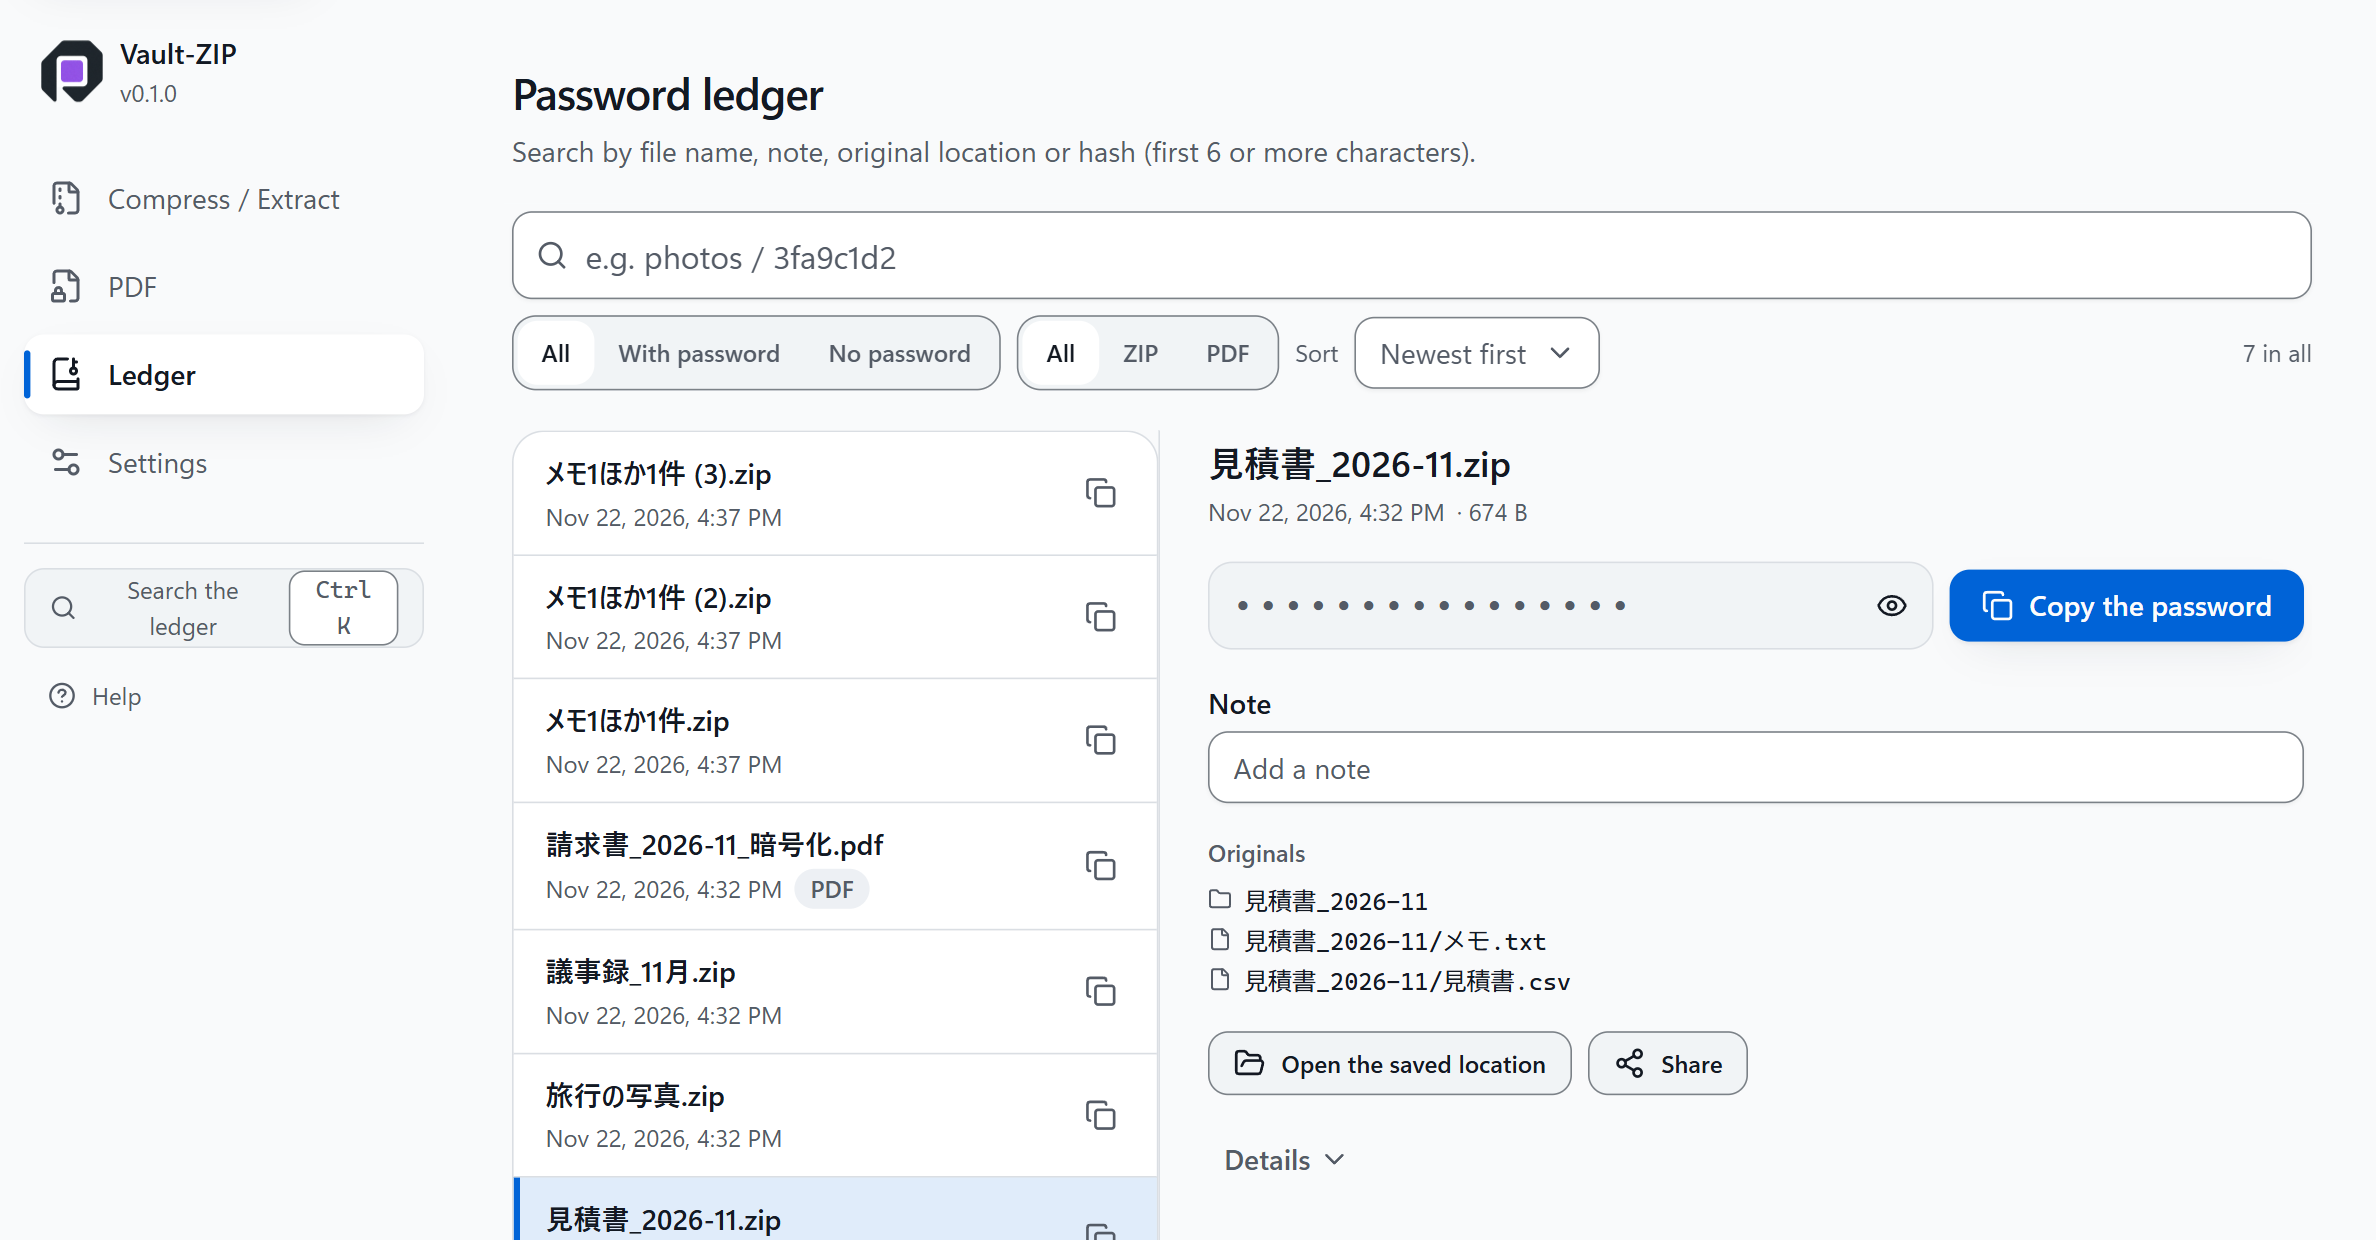 Vault-ZIP
v0.1.0
Compress / Extract
PDF
Ledger
Settings
Search the
ledger
Ctrl
K
Help
Password ledger
Search by file name, note, original location or hash (first 6 or more characters).
e.g. photos / 3fa9c1d2
All With password No password All ZIP PDF Sort Newest first 7 in all
メモ1ほか1件 (3).zip
Nov 22, 2026, 4:37 PM
メモ1ほか1件 (2).zip
Nov 22, 2026, 4:37 PM
メモ1ほか1件.zip
Nov 22, 2026, 4:37 PM
請求書_2026-11_暗号化.pdf
Nov 22, 2026, 4:32 PM PDF
議事録_11月.zip
Nov 22, 2026, 4:32 PM
旅行の写真.zip
Nov 22, 2026, 4:32 PM
見積書_2026-11.zip
見積書_2026-11.zip
Nov 22, 2026, 4:32 PM · 674 B
••••••••••••••••
Copy the password
Note
Add a note
Originals
見積書_2026-11
見積書_2026-11/メモ.txt
見積書_2026-11/見積書.csv
Open the saved location
Share
Details